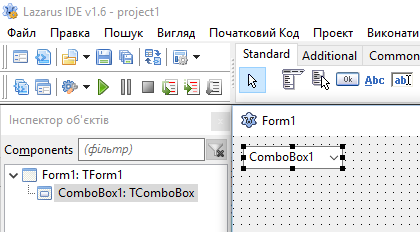 Lazarus IDE v1.6 - project1
Файл Правка Пошук Вигляд Початковий Код Проект Виконати
Standard Additional Common
Ok Abc ab
Інспектор об'єктів
Components (фільтр)
Form1: TForm1
ComboBox1: TComboBox
Form1
ComboBox1